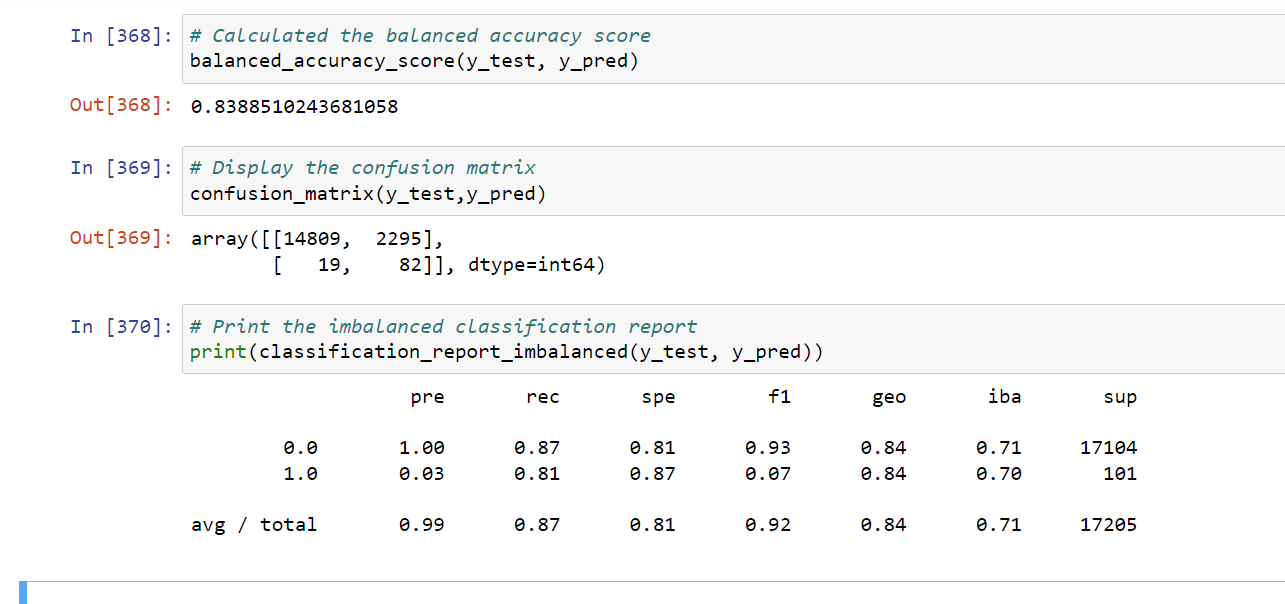 In [368]: # Calculated the balanced accuracy score
balanced_accuracy_score(y_test, y_pred)
Out[368]: 0.8388510243681058
In [369]: # Display the confusion matrix
confusion_matrix(y_test,y_pred)
Out[369]: array([[14809,  2295],
       [   19,    82]], dtype=int64)
In [370]: # Print the imbalanced classification report
print(classification_report_imbalanced(y_test, y_pred))
pre rec spe f1 geo iba sup
0.0 1.00 0.87 0.81 0.93 0.84 0.71 17104
1.0 0.03 0.81 0.87 0.07 0.84 0.70 101
avg / total 0.99 0.87 0.81 0.92 0.84 0.71 17205